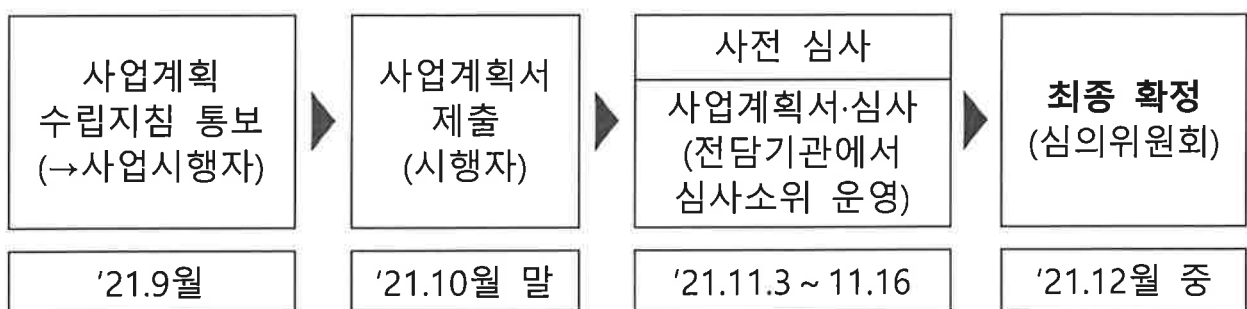 사업계획
수립지침 통보
(→사업시행자)
사업계획서
제출
(시행자)
사전 심사
사업계획서·심사
(전담기관에서
심사소위 운영)
최종 확정
(심의위원회)
'21.9월
'21.10월 말
'21.11.3 ~ 11.16
'21.12월 중